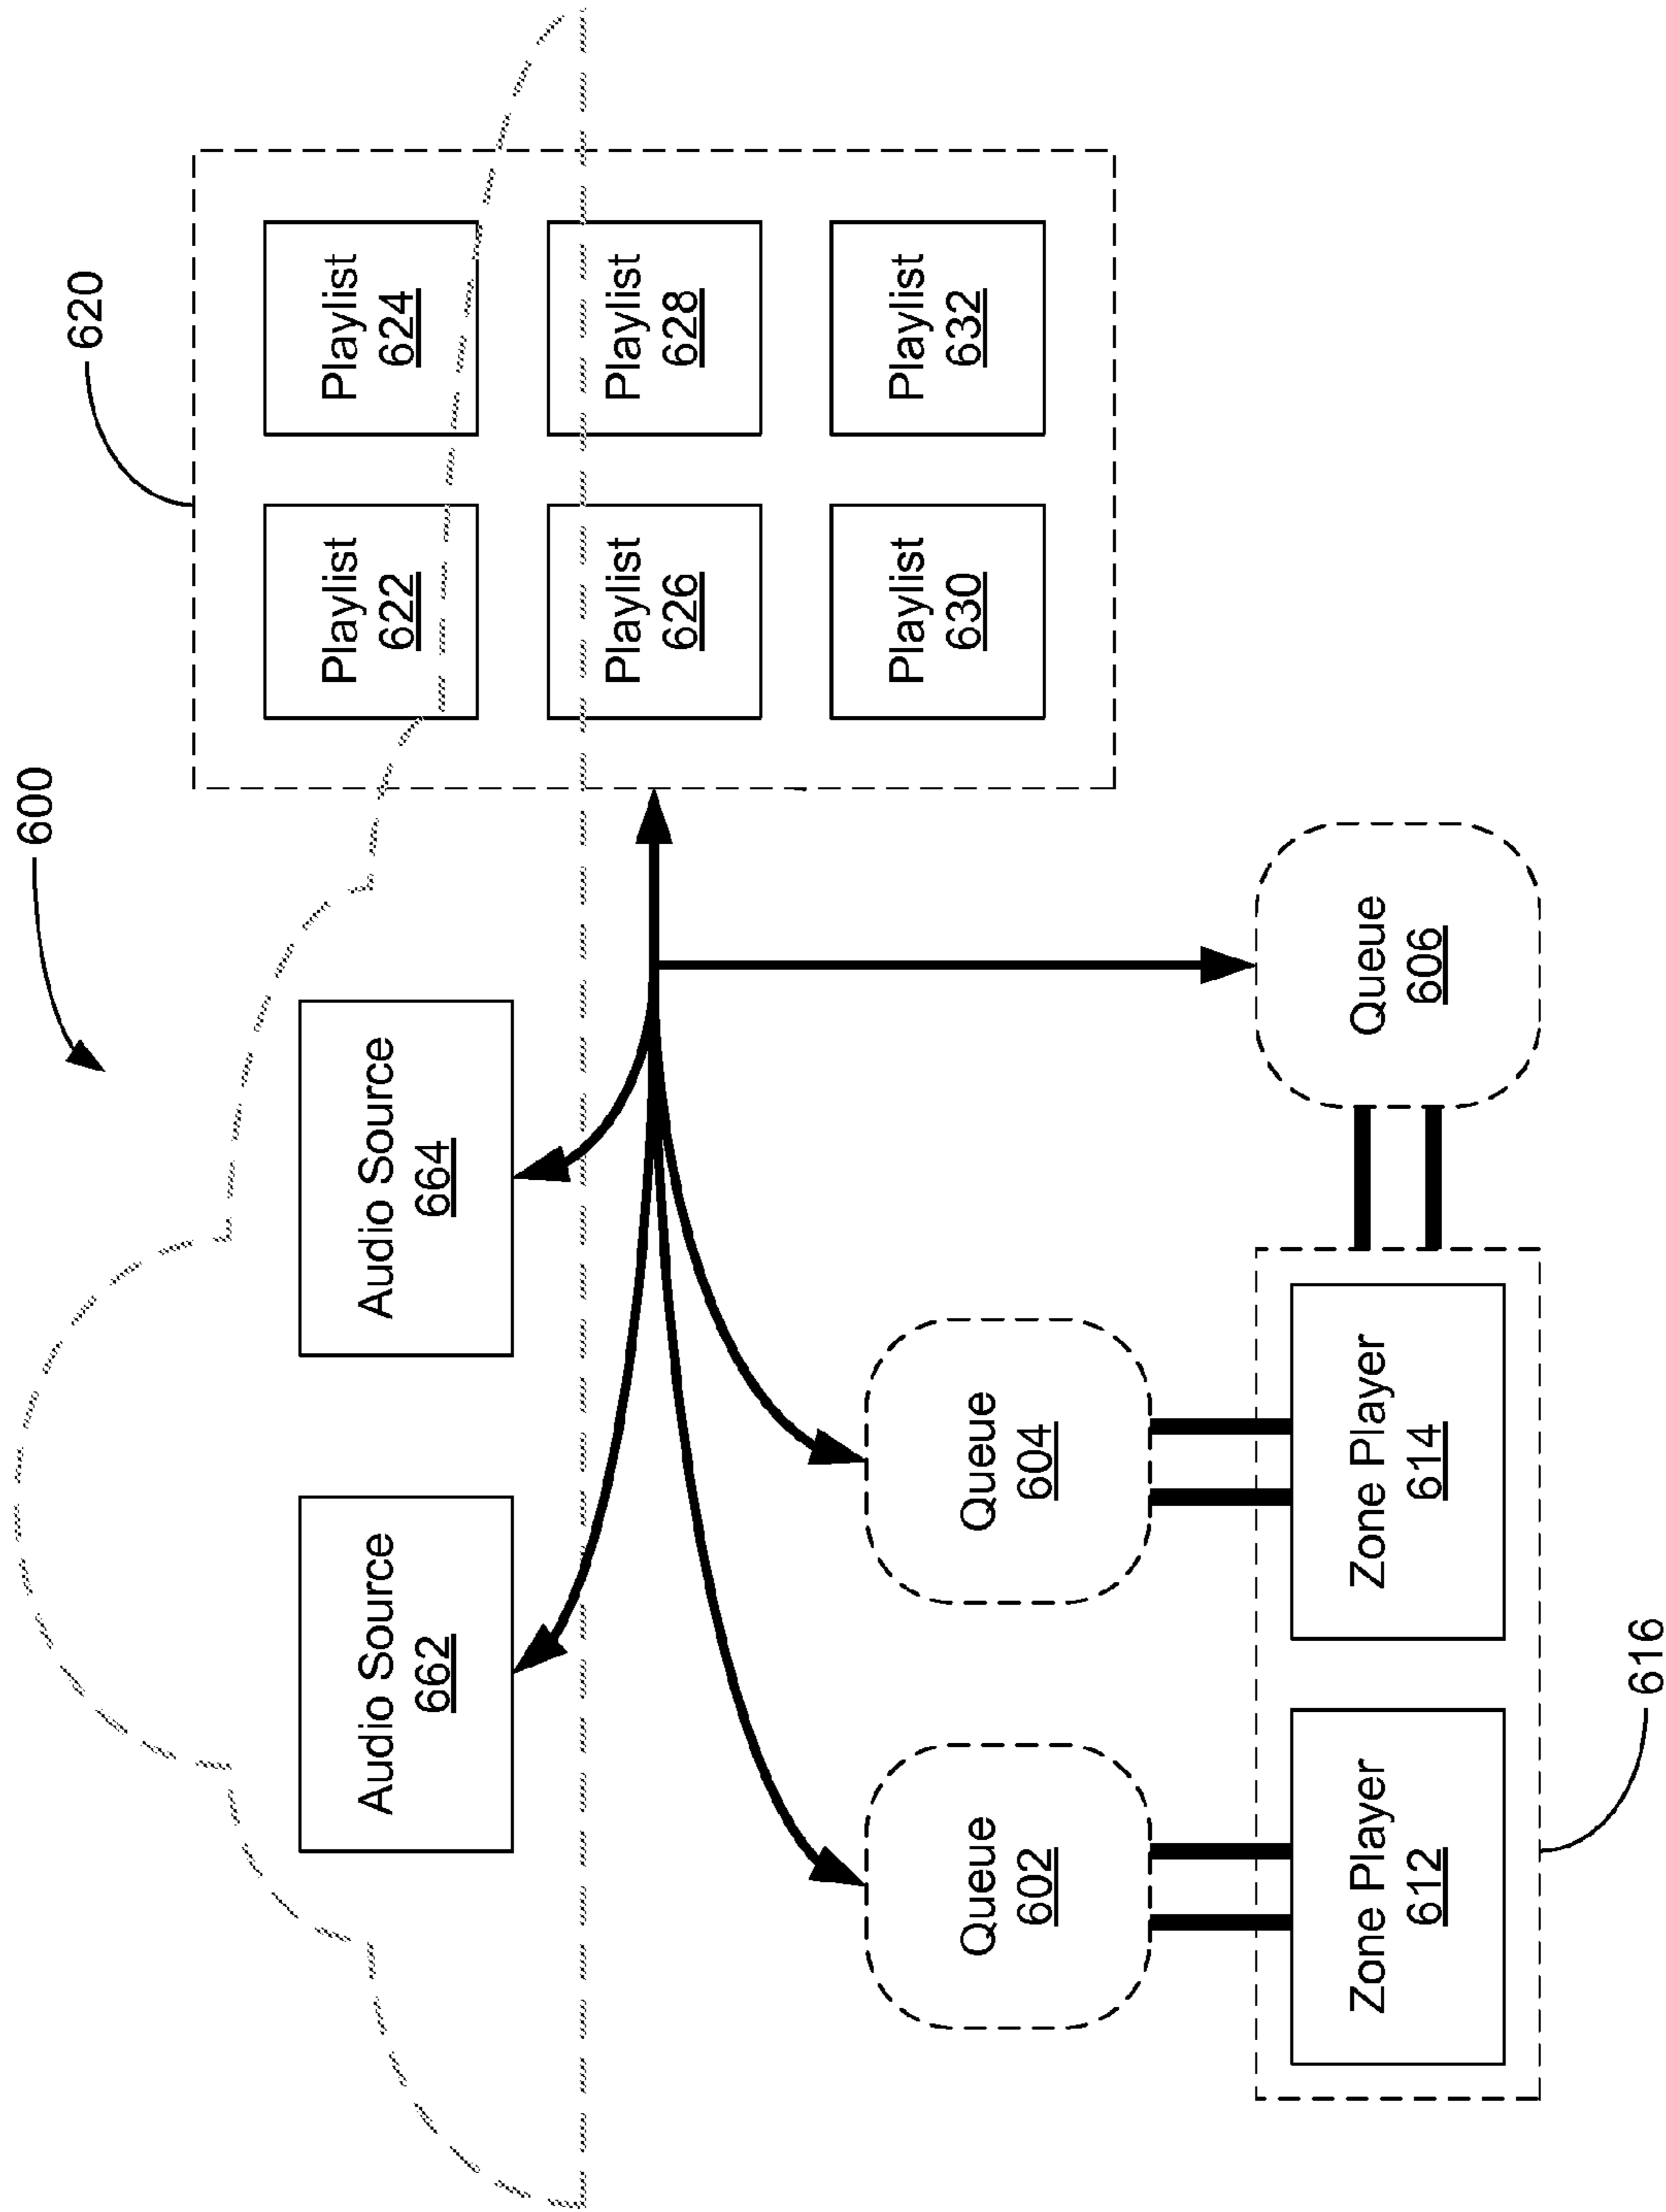 600
620
Audio Source
662
Audio Source
664
Playlist
622
Playlist
624
Playlist
626
Playlist
628
Playlist
630
Playlist
632
Queue
602
Queue
604
Queue
606
Zone Player
612
Zone Player
614
616